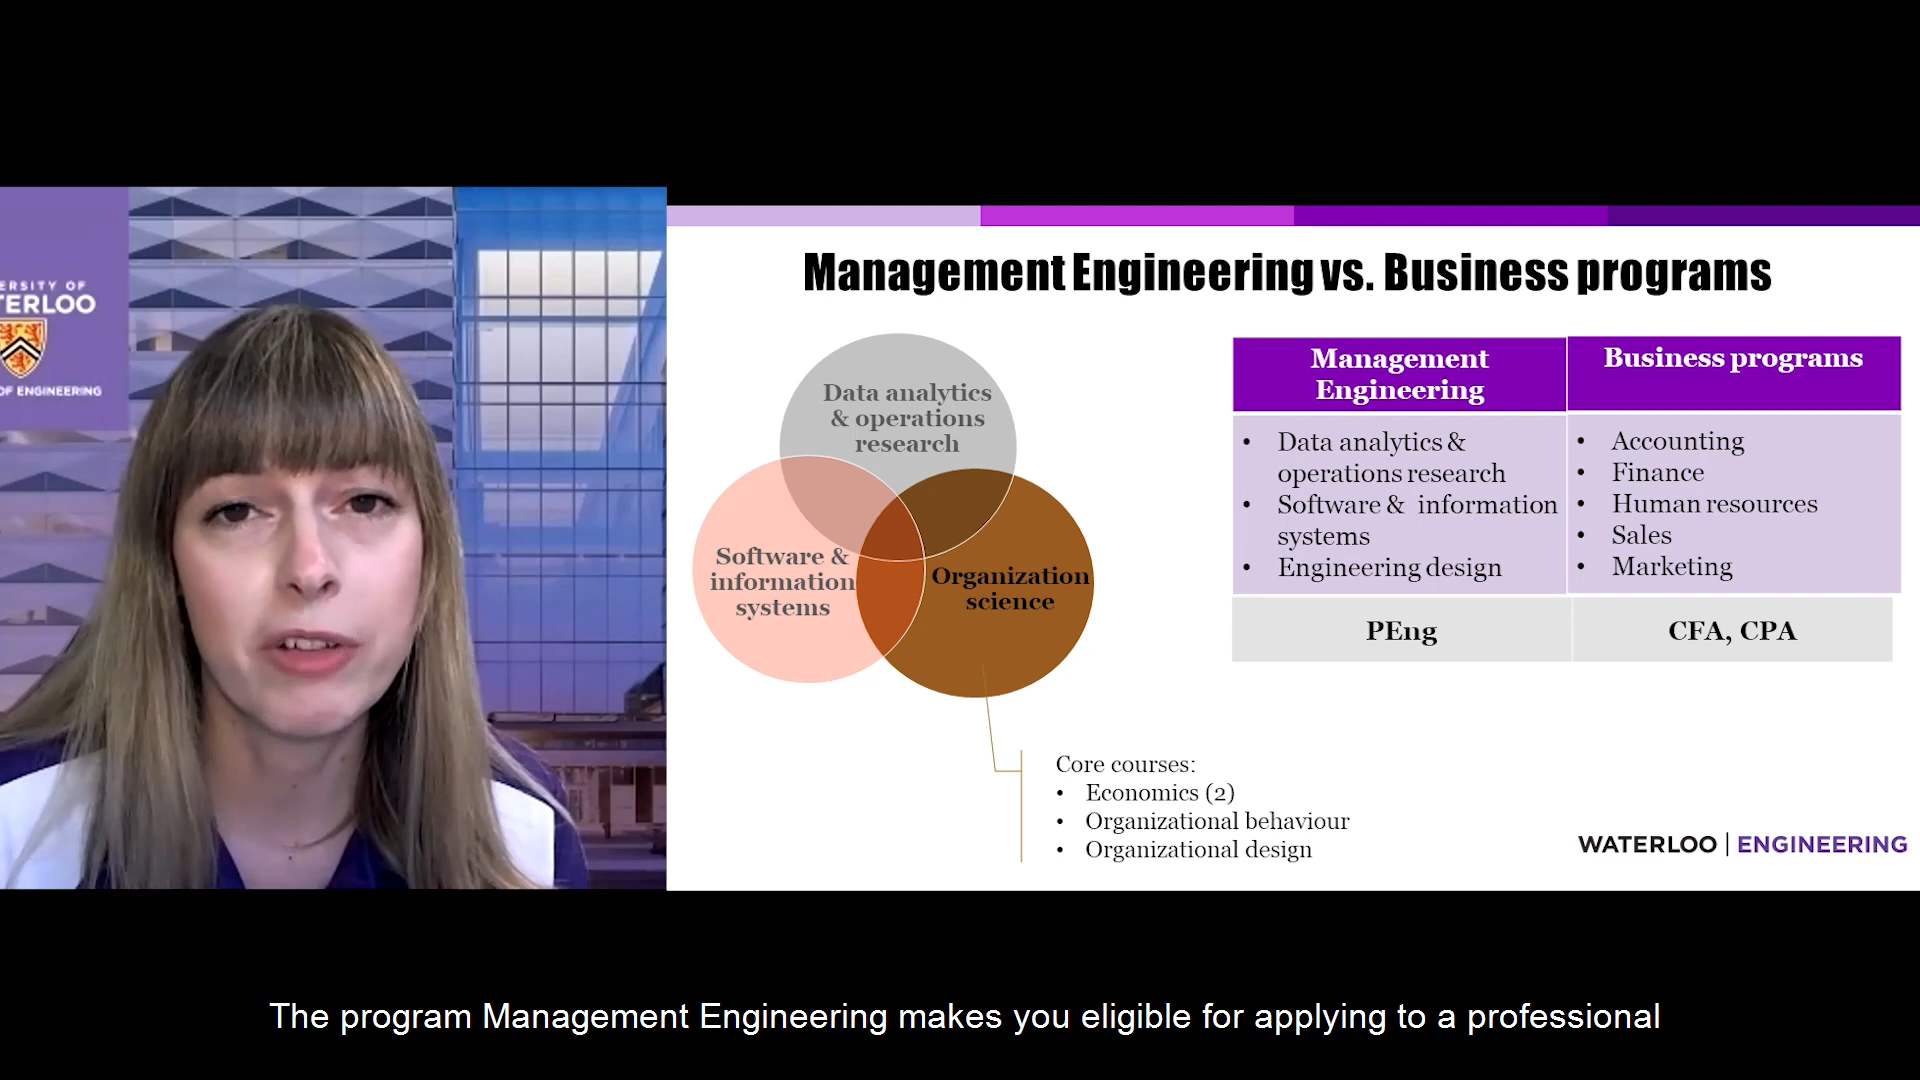 ERSITY OF
TERLOO
OF ENGINEERING
Management Engineering vs. Business programs
Data analytics
& operations
research
Software &
information
systems
Organization
science
Management
Engineering
Business programs
• Data analytics &
operations research
• Software & information
systems
• Engineering design
• Accounting
• Finance
• Human resources
• Sales
• Marketing
PEng
CFA, CPA
Core courses:
• Economics (2)
• Organizational behaviour
• Organizational design
WATERLOO | ENGINEERING
The program Management Engineering makes you eligible for applying to a professional